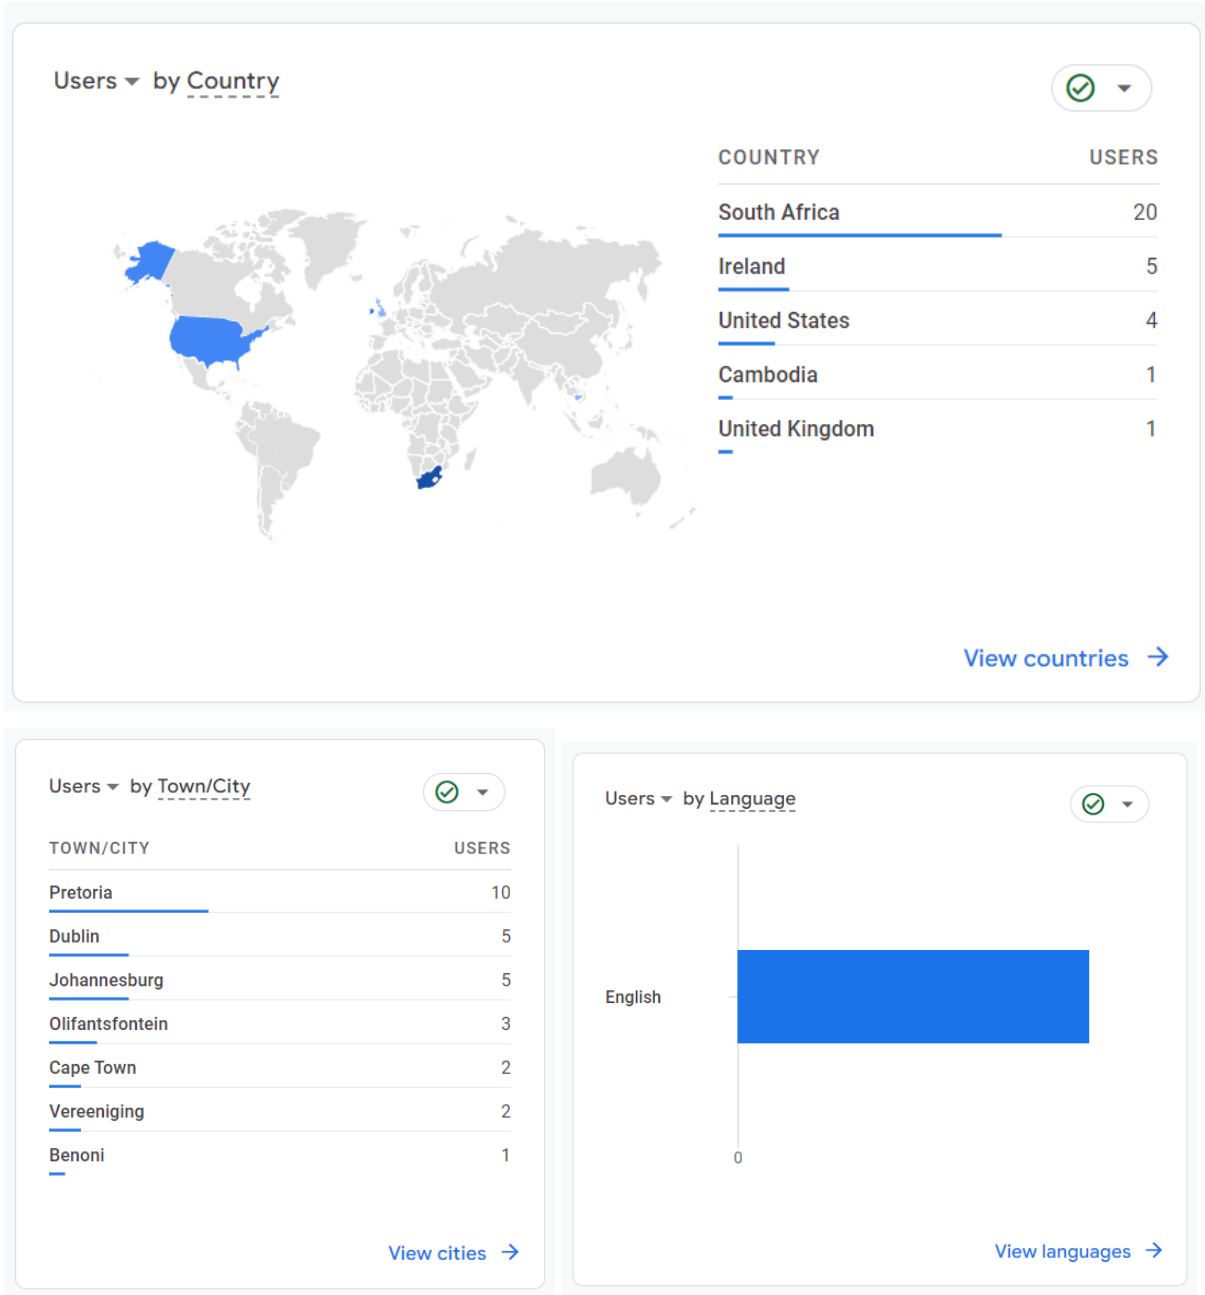 Users by Country
COUNTRY USERS
South Africa 20
Ireland 5
United States 4
Cambodia 1
United Kingdom 1
View countries
Users by Town/City
TOWN/CITY USERS
Pretoria 10
Dublin 5
Johannesburg 5
Olifantsfontein 3
Cape Town 2
Vereeniging 2
Benoni 1
View cities
Users by Language
English
0
View languages